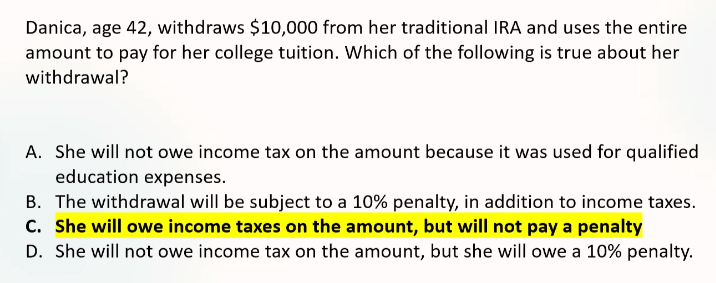 Danica, age 42, withdraws $10,000 from her traditional IRA and uses the entire
amount to pay for her college tuition. Which of the following is true about her
withdrawal?
A. She will not owe income tax on the amount because it was used for qualified
education expenses.
B. The withdrawal will be subject to a 10% penalty, in addition to income taxes.
C. She will owe income taxes on the amount, but will not pay a penalty
D. She will not owe income tax on the amount, but she will owe a 10% penalty.